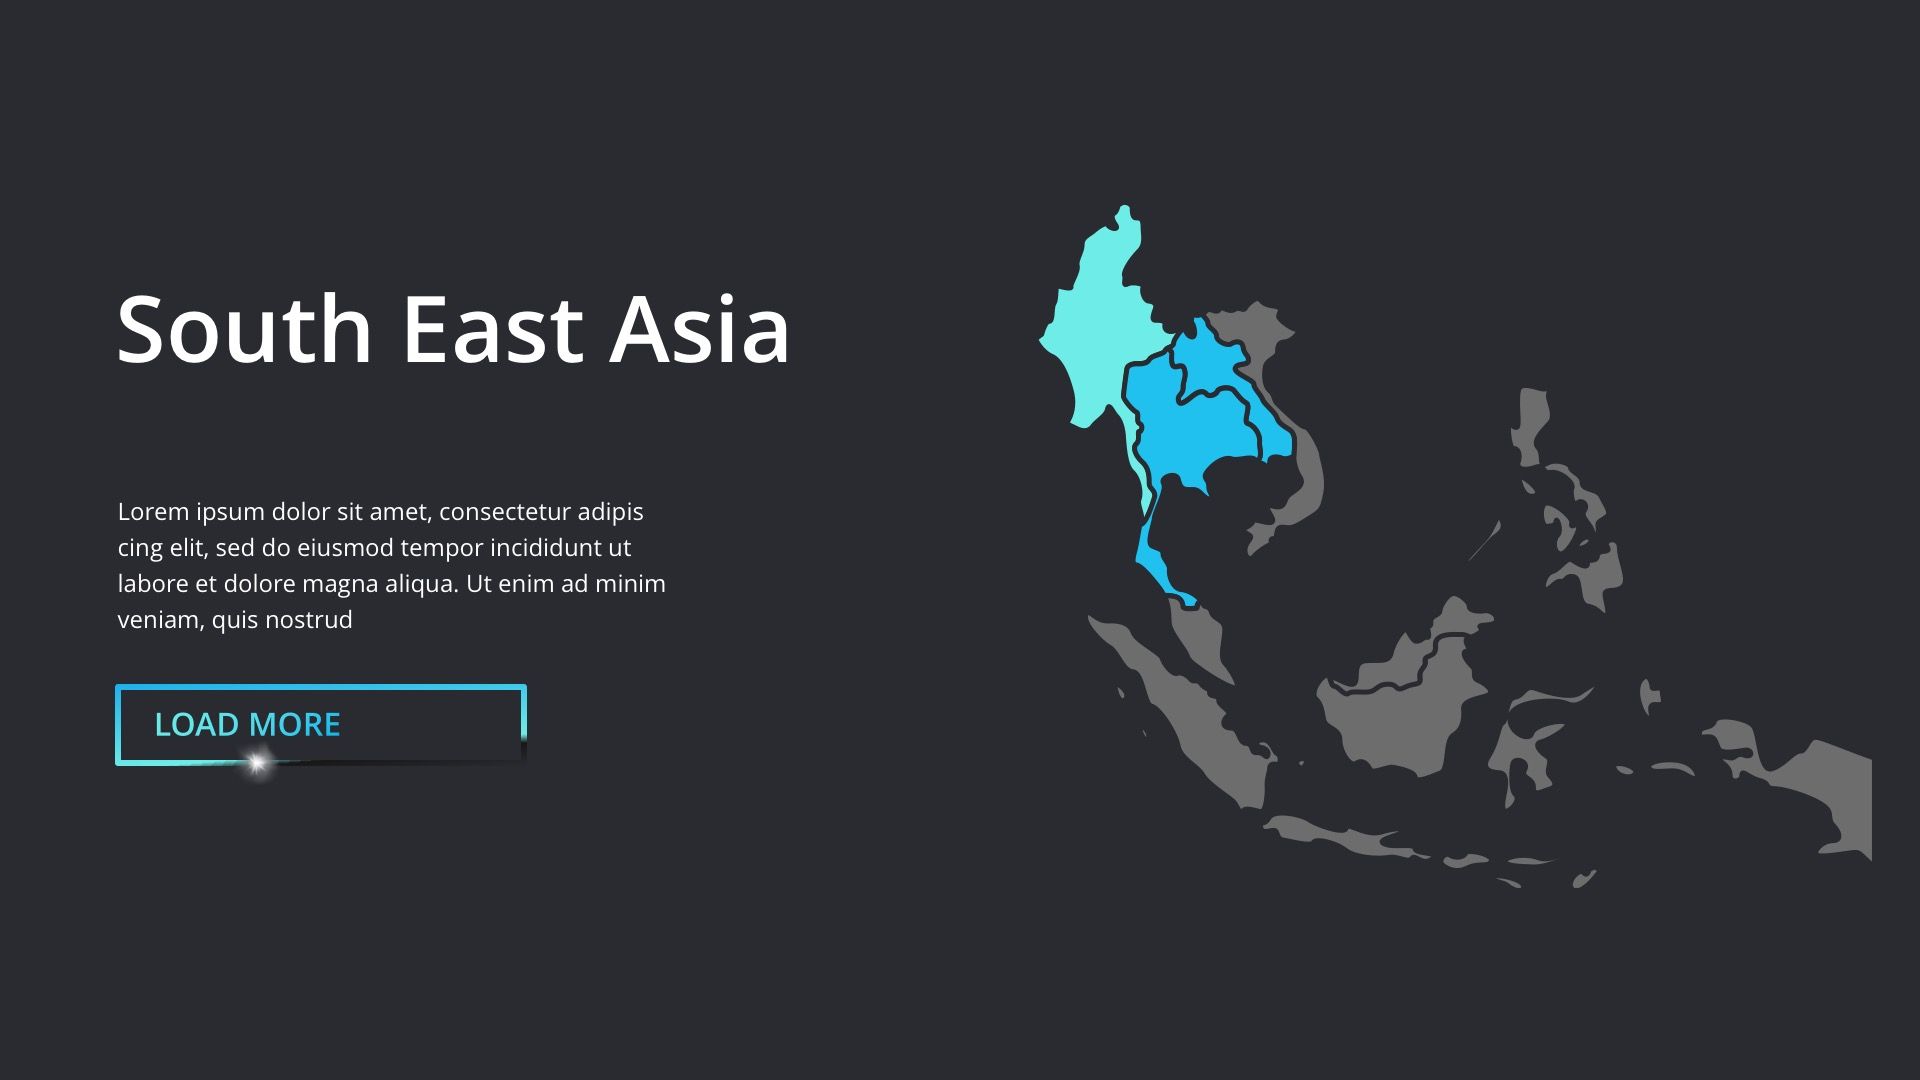 South East Asia
Lorem ipsum dolor sit amet, consectetur adipis
cing elit, sed do eiusmod tempor incididunt ut
labore et dolore magna aliqua. Ut enim ad minim
veniam, quis nostrud
LOAD MORE